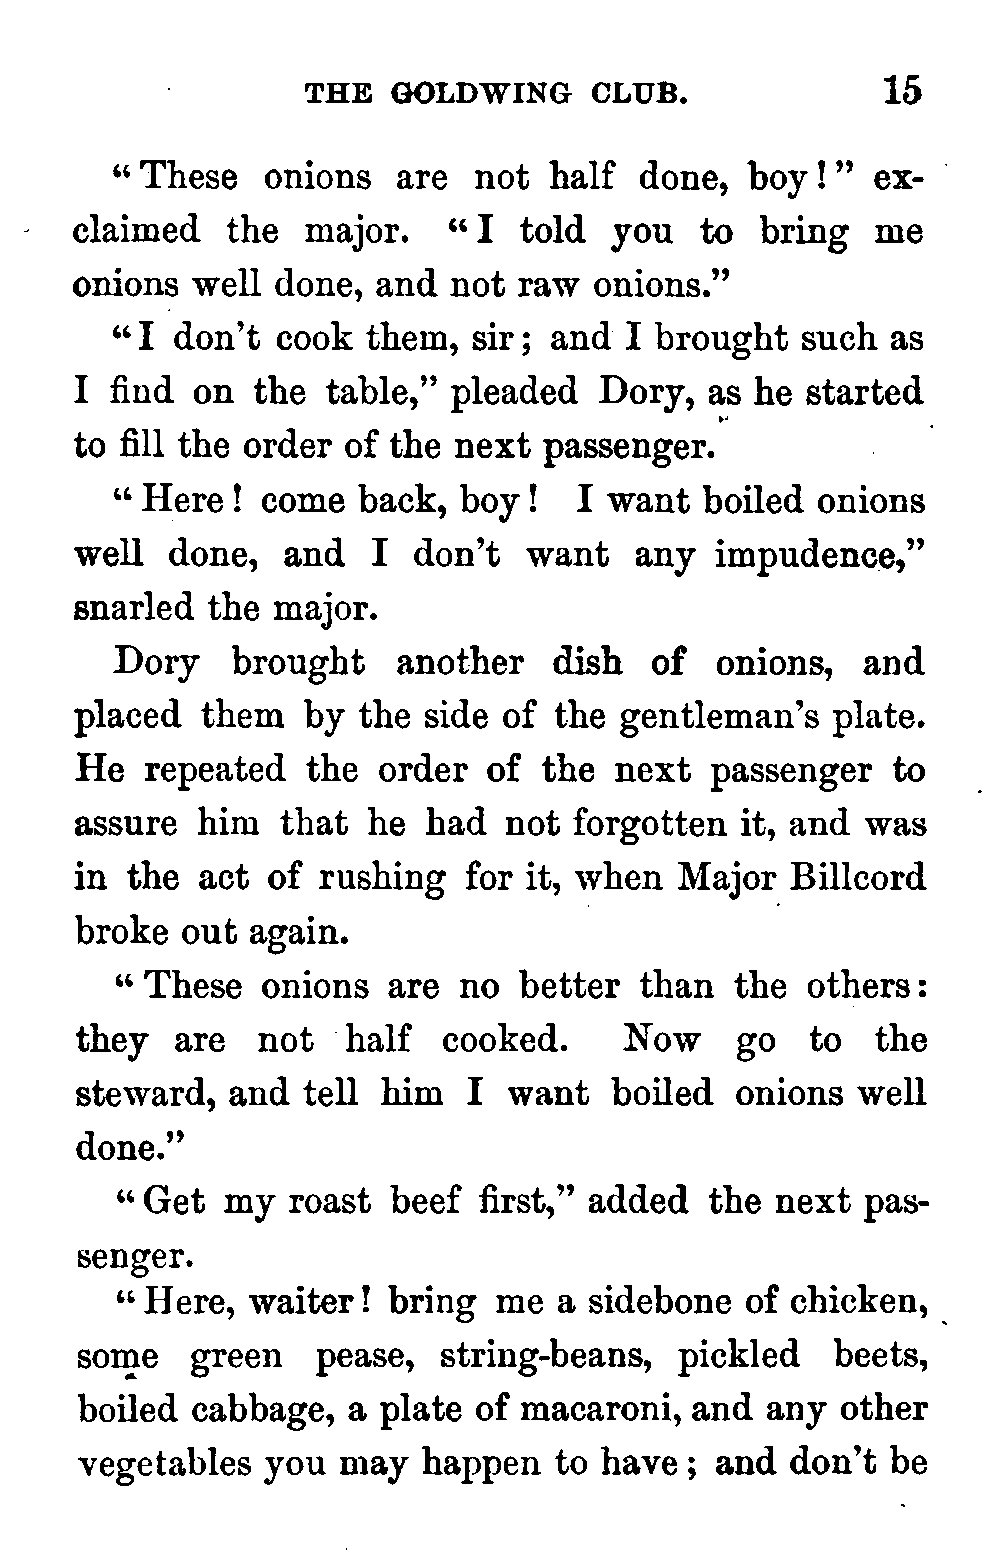 THE GOLDWING CLUB. 15
“These onions are not half done, boy!” ex-
claimed the major. “I told you to bring me
onions well done, and not raw onions.”
“I don’t cook them, sir; and I brought such as
I find on the table,” pleaded Dory, as he started
to fill the order of the next passenger.
“Here! come back, boy! I want boiled onions
well done, and I don’t want any impudence,”
snarled the major.
Dory brought another dish of onions, and
placed them by the side of the gentleman’s plate.
He repeated the order of the next passenger to
assure him that he had not forgotten it, and was
in the act of rushing for it, when Major Billcord
broke out again.
“These onions are no better than the others:
they are not half cooked. Now go to the
steward, and tell him I want boiled onions well
done.”
“Get my roast beef first,” added the next pas-
senger.
“Here, waiter! bring me a sidebone of chicken,
some green pease, string-beans, pickled beets,
boiled cabbage, a plate of macaroni, and any other
vegetables you may happen to have; and don’t be